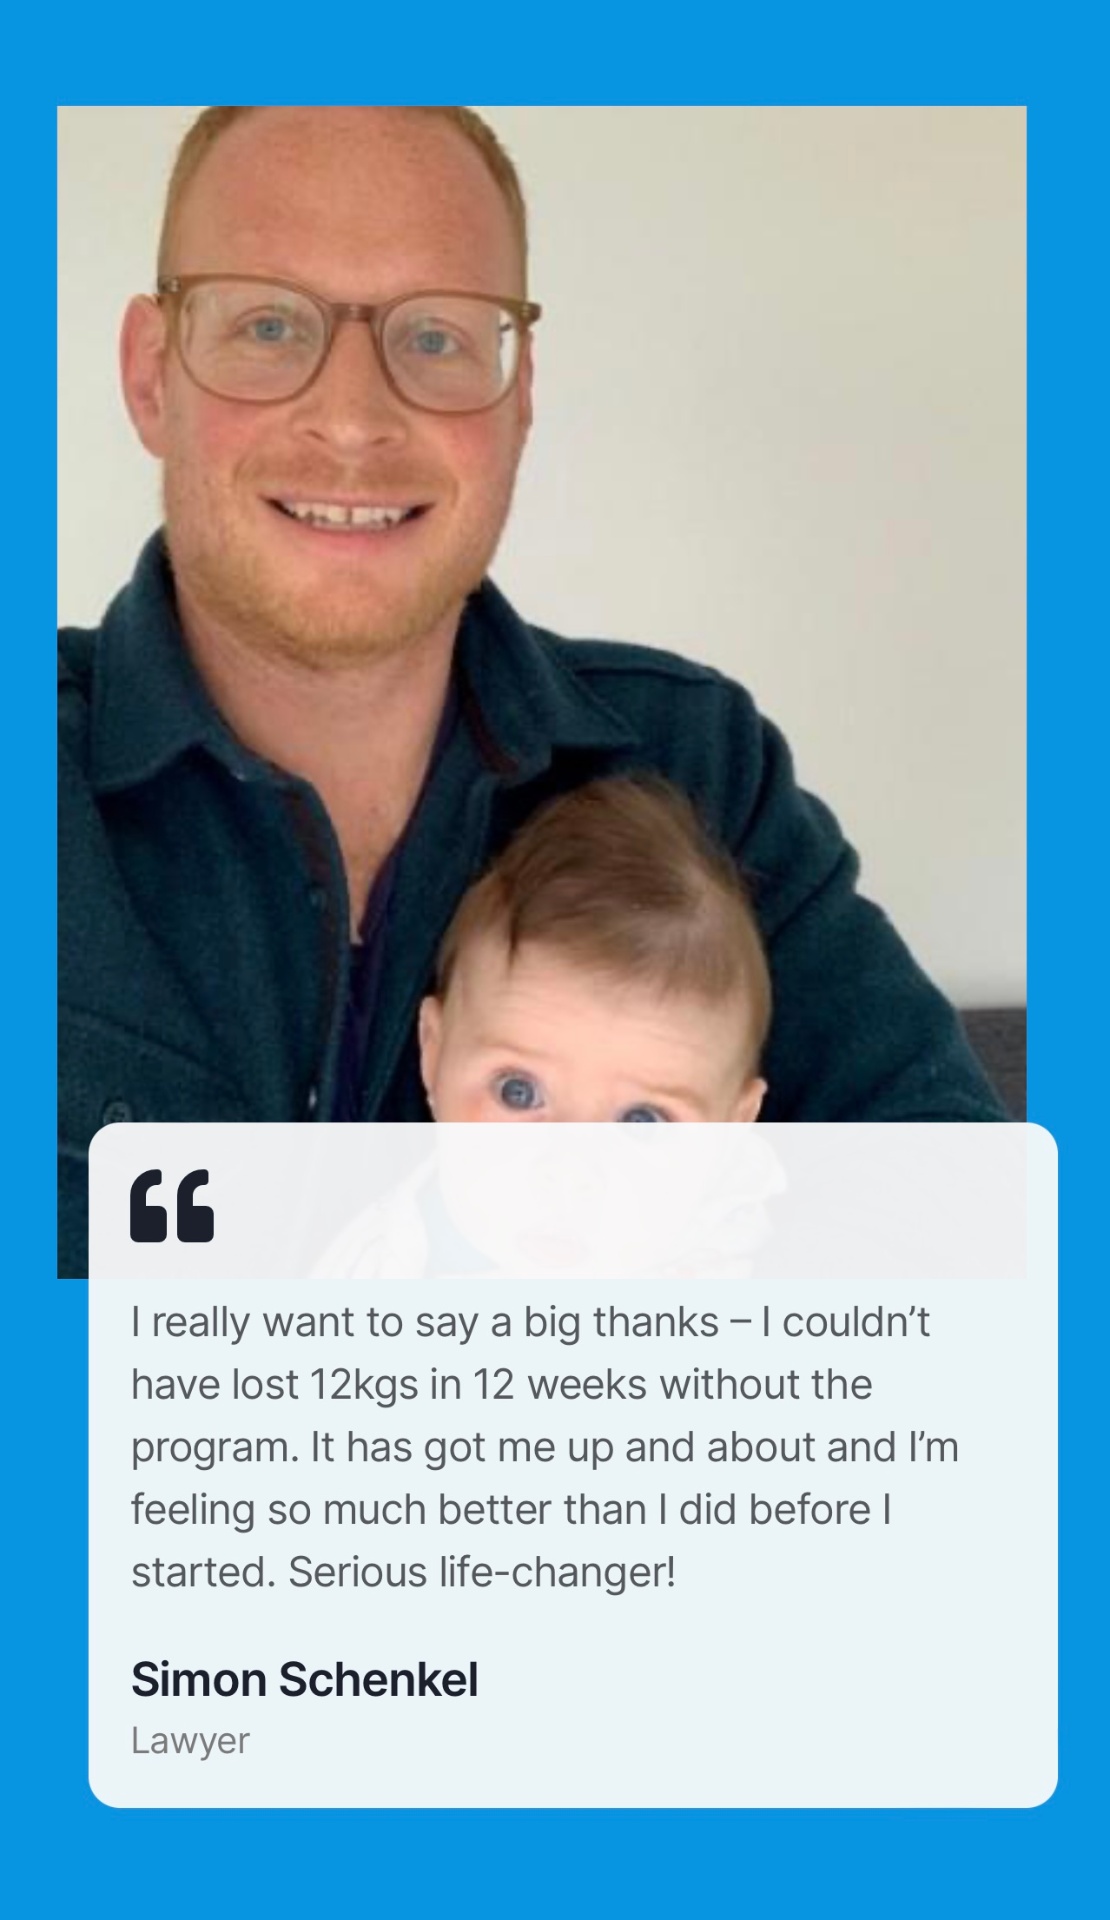 “
I really want to say a big thanks – I couldn’t
have lost 12kgs in 12 weeks without the
program. It has got me up and about and I’m
feeling so much better than I did before I
started. Serious life-changer!
Simon Schenkel
Lawyer